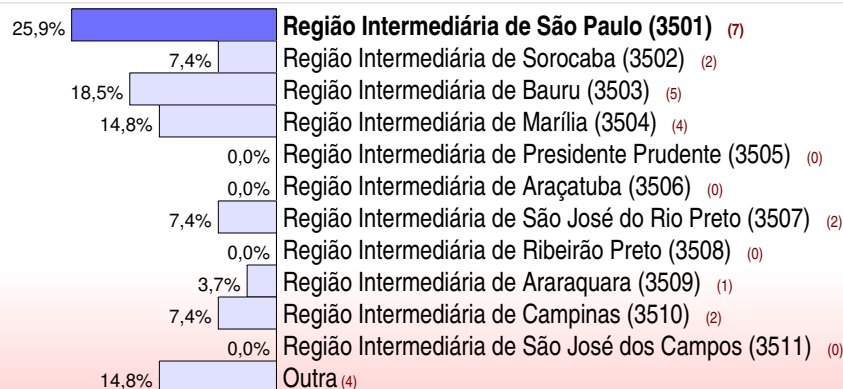 25,9% Região Intermediária de São Paulo (3501) (7)
7,4% Região Intermediária de Sorocaba (3502) (2)
18,5% Região Intermediária de Bauru (3503) (5)
14,8% Região Intermediária de Marília (3504) (4)
0,0% Região Intermediária de Presidente Prudente (3505) (0)
0,0% Região Intermediária de Araçatuba (3506) (0)
7,4% Região Intermediária de São José do Rio Preto (3507) (2)
0,0% Região Intermediária de Ribeirão Preto (3508) (0)
3,7% Região Intermediária de Araraquara (3509) (1)
7,4% Região Intermediária de Campinas (3510) (2)
0,0% Região Intermediária de São José dos Campos (3511) (0)
14,8% Outra (4)